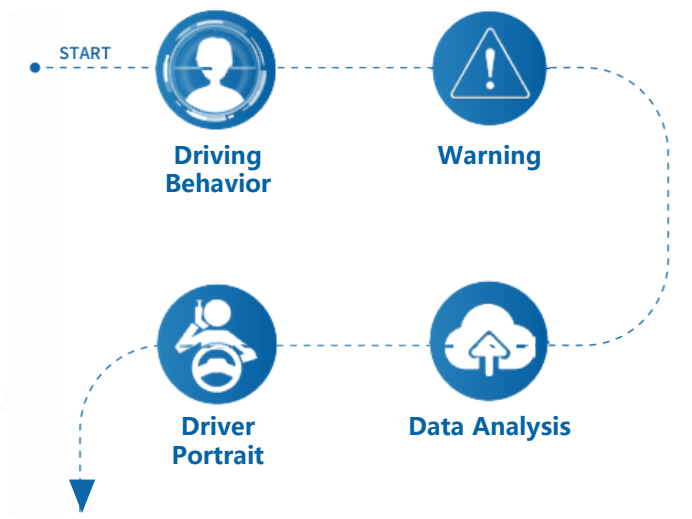 START
Driving
Behavior
Warning
Driver
Portrait
Data Analysis